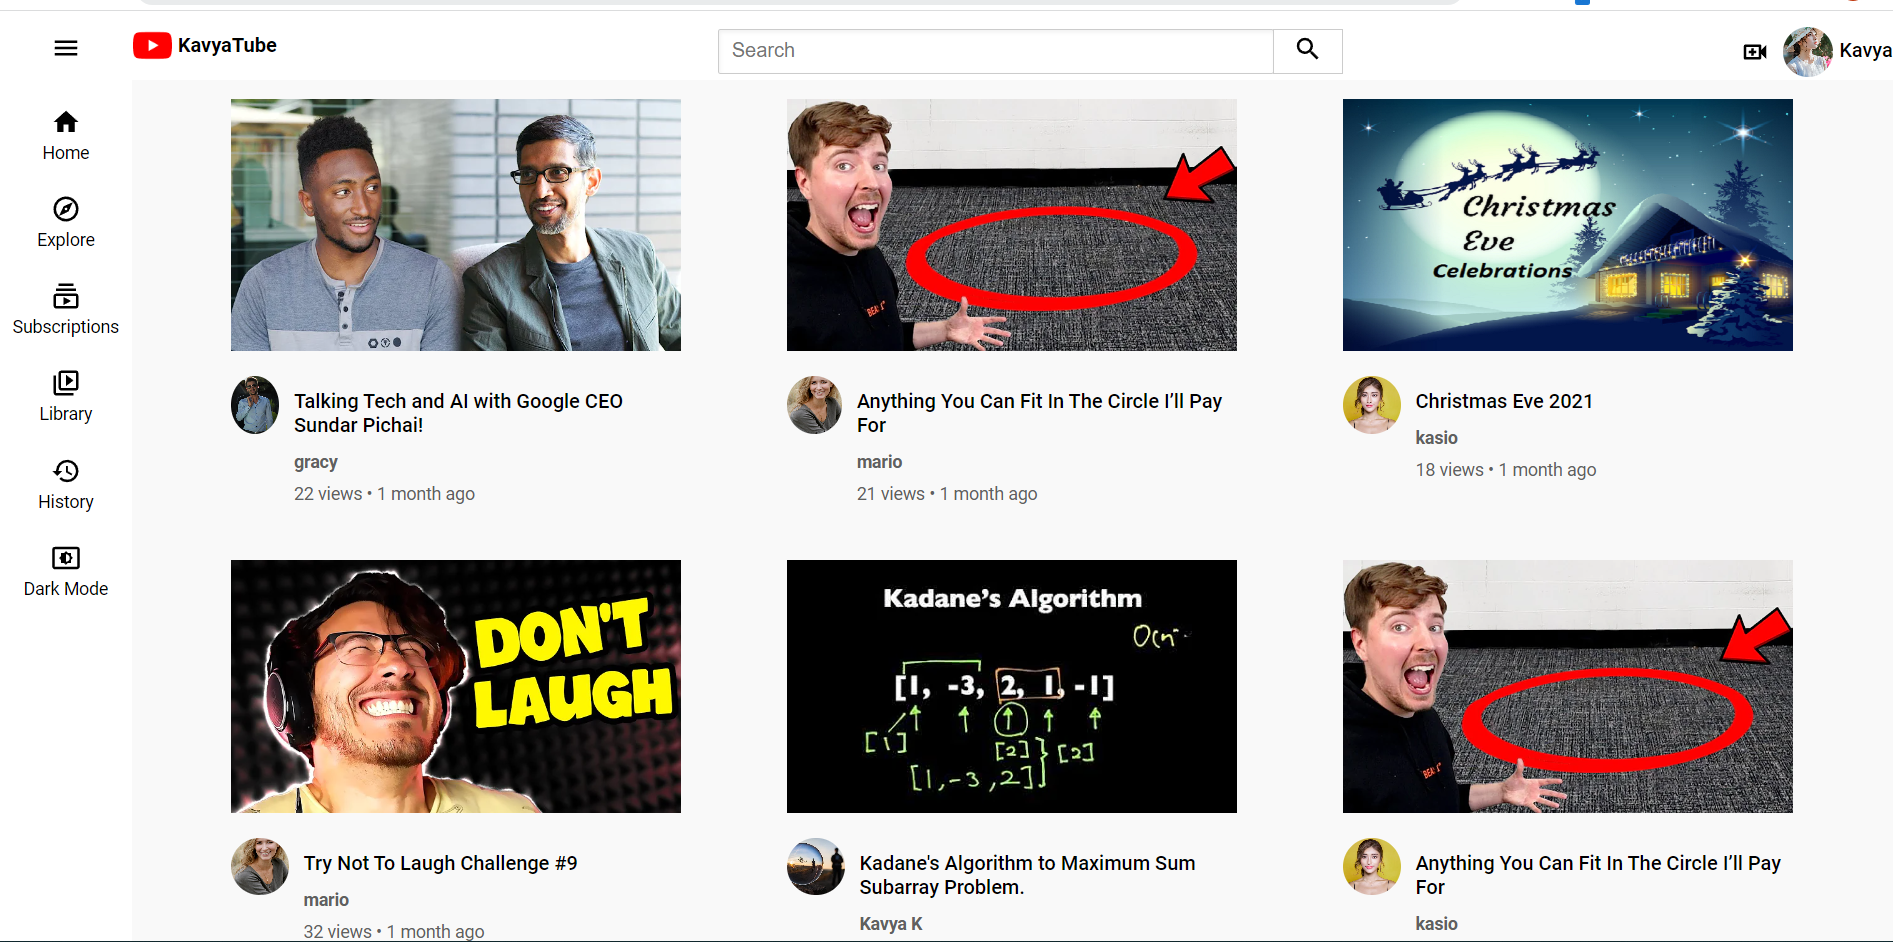 KavyaTube
Search
Kavya
Home
Explore
Subscriptions
Library
History
Dark Mode
Christmas
Eve
Celebrations
Talking Tech and AI with Google CEO
Sundar Pichai!
gracy
22 views • 1 month ago
Anything You Can Fit In The Circle I’ll Pay
For
mario
21 views • 1 month ago
Christmas Eve 2021
kasio
18 views • 1 month ago
DON'T
LAUGH
Kadane’s Algorithm
[1, -3, 2, 1, -1]
[1]
[2]
[2]
[1,-3,2]
Try Not To Laugh Challenge #9
mario
32 views • 1 month ago
Kadane's Algorithm to Maximum Sum
Subarray Problem.
Kavya K
Anything You Can Fit In The Circle I’ll Pay
For
kasio